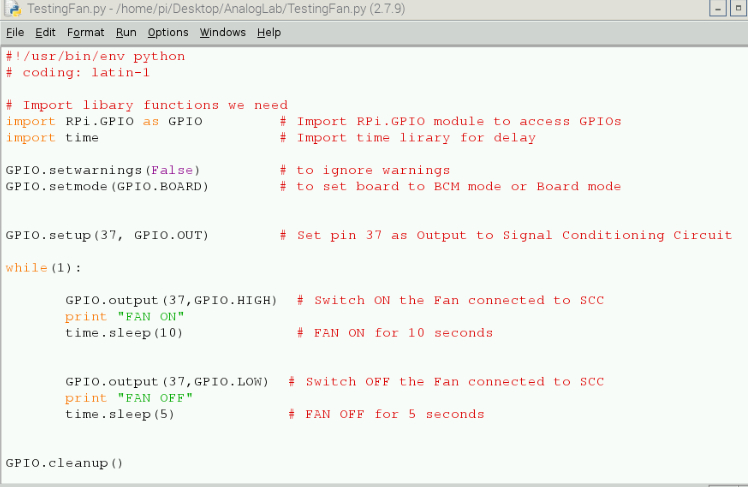 TestingFan.py - /home/pi/Desktop/AnalogLab/TestingFan.py (2.7.9)
File Edit Format Run Options Windows Help
#!/usr/bin/env python
# coding: latin-1
# Import libary functions we need
import RPi.GPIO as GPIO # Import RPi.GPIO module to access GPIOs
import time # Import time lirary for delay
GPIO.setwarnings(False) # to ignore warnings
GPIO.setmode(GPIO.BOARD) # to set board to BCM mode or Board mode
GPIO.setup(37, GPIO.OUT) # Set pin 37 as Output to Signal Conditioning Circuit
while(1):
GPIO.output(37,GPIO.HIGH) # Switch ON the Fan connected to SCC
print "FAN ON"
time.sleep(10) # FAN ON for 10 seconds
GPIO.output(37,GPIO.LOW) # Switch OFF the Fan connected to SCC
print "FAN OFF"
time.sleep(5) # FAN OFF for 5 seconds
GPIO.cleanup()